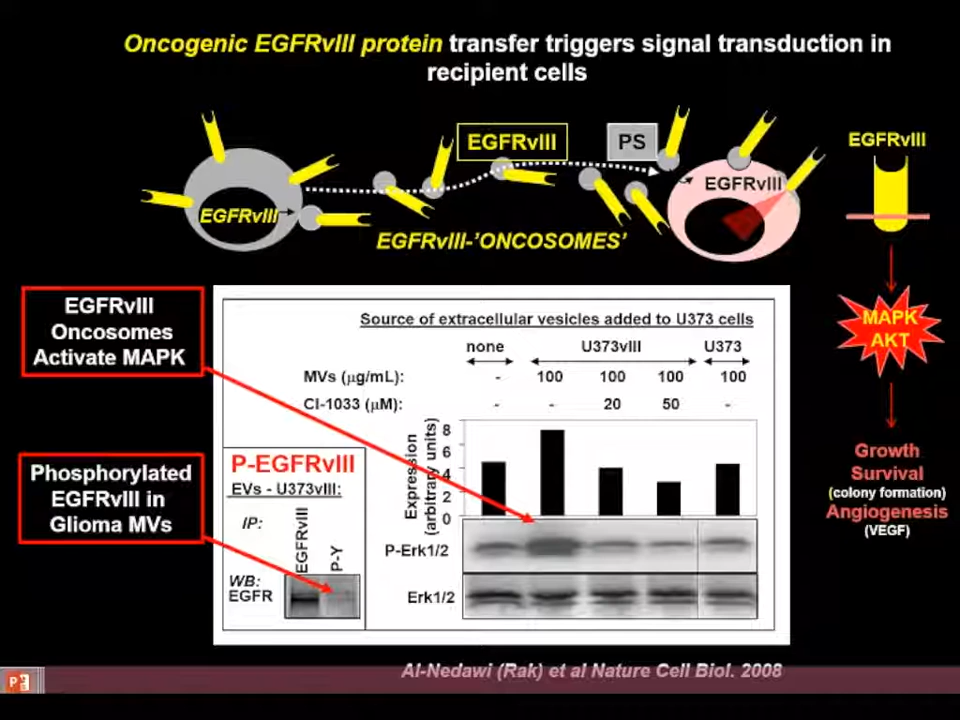 Oncogenic EGFRvIII protein transfer triggers signal transduction in
recipient cells
EGFRvIII
PS
EGFRvIII
EGFRvIII
EGFRvIII
EGFRvIII-'ONCOSOMES'
EGFRvIII
Oncosomes
Activate MAPK
MAPK
AKT
Source of extracellular vesicles added to U373 cells
none U373vIII U373
MVs (µg/mL): - 100 100 100 100
CI-1033 (µM): - - 20 50 -
Expression
(arbitrary units)
8
6
4
2
0
P-EGFRvIII
EVs - U373vIII:
IP:
EGFRvIII
P-Y
WB:
EGFR
P-Erk1/2
Erk1/2
Phosphorylated
EGFRvIII in
Glioma MVs
Growth
Survival
(colony formation)
Angiogenesis
(VEGF)
Al-Nedawi (Rak) et al Nature Cell Biol. 2008
P